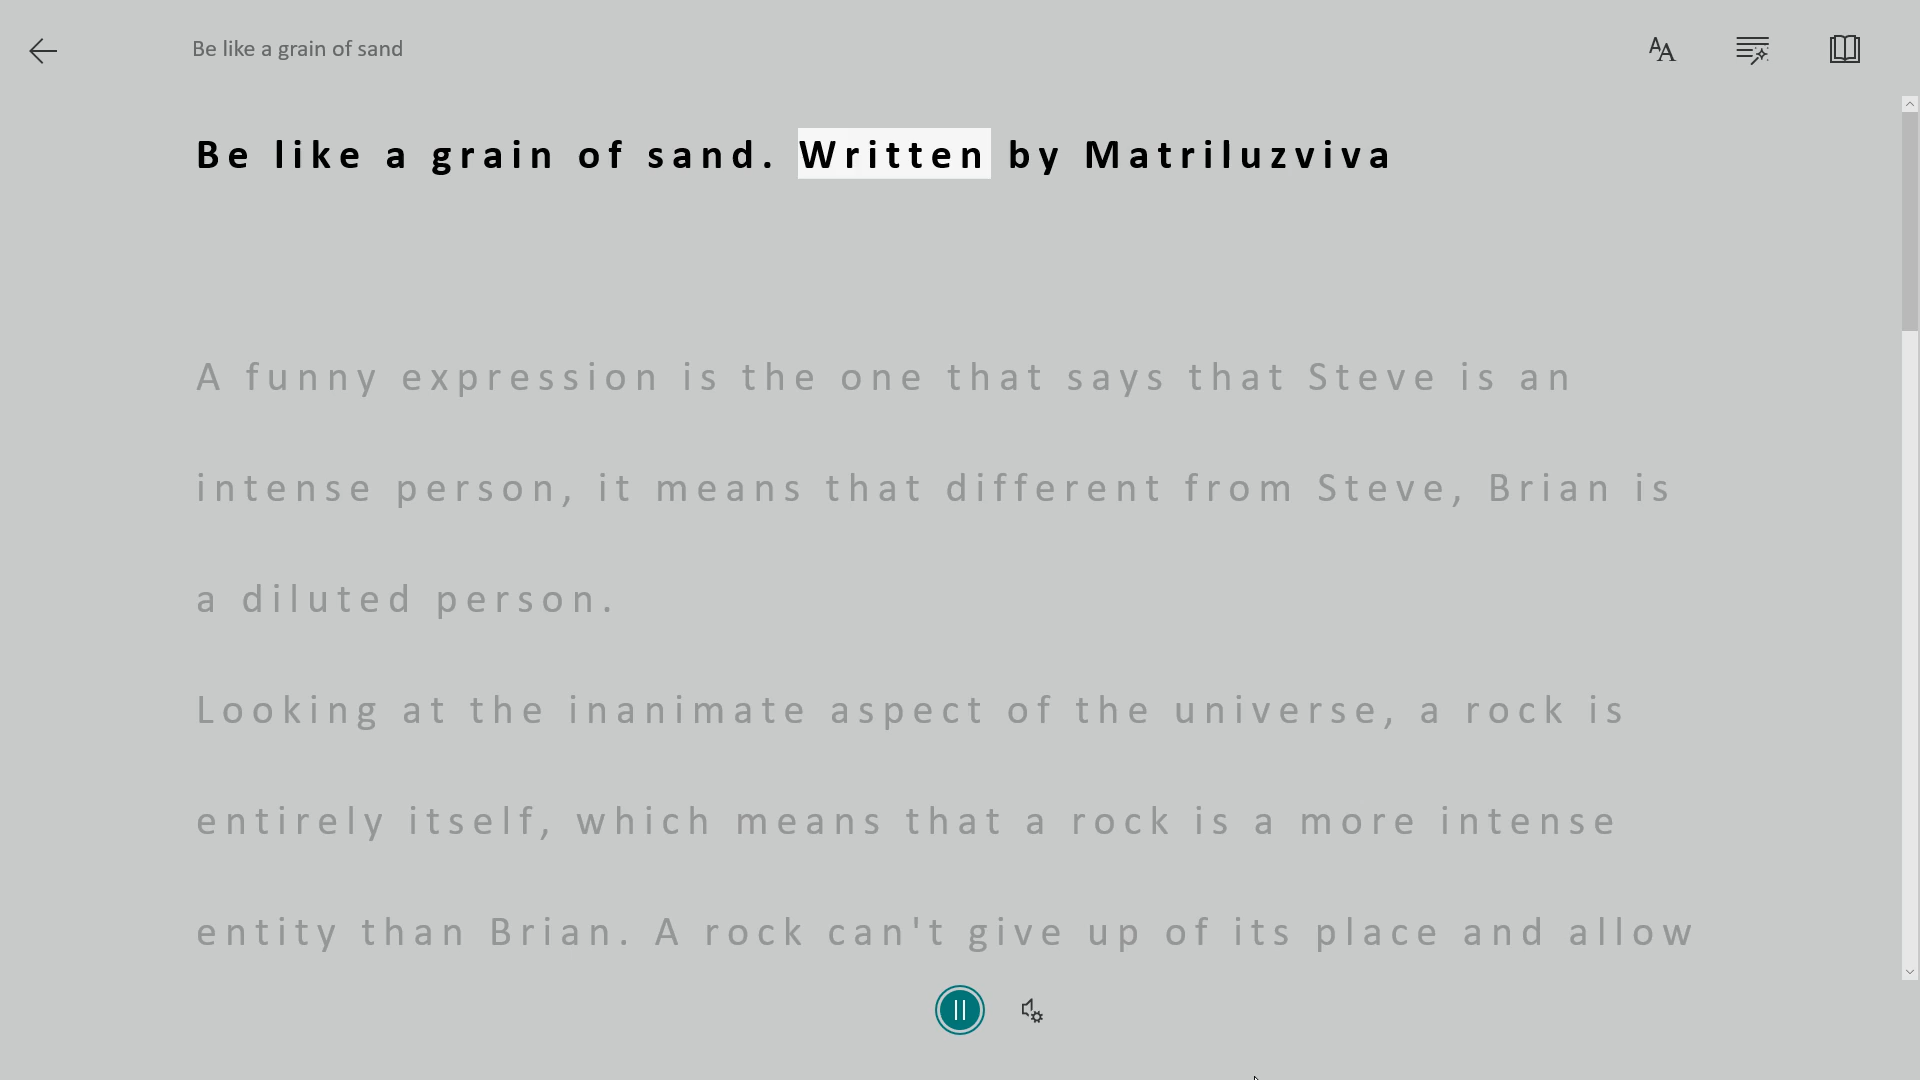 Be like a grain of sand
Be like a grain of sand. Written by Matriluzviva
A funny expression is the one that says that Steve is an
intense person, it means that different from Steve, Brian is
a diluted person.
Looking at the inanimate aspect of the universe, a rock is
entirely itself, which means that a rock is a more intense
entity than Brian. A rock can't give up of its place and allow